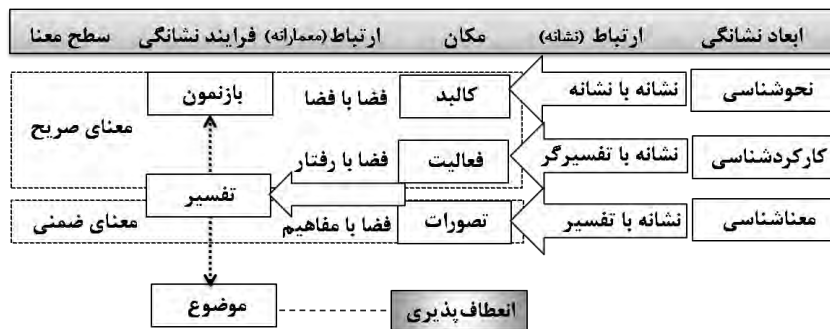 ابعاد نشانگی ارتباط (نشانه) مکان ارتباط (معمارانه) فرایند نشانگی سطح معنا
نحوشناسی نشانه با نشانه کالبد فضا با فضا بازنمون
معنای صریح
کارکردشناسی نشانه با تفسیرگر فعالیت فضا با رفتار
تفسیر
معناشناسی نشانه با تفسیر تصورات فضا با مفاهیم معنای ضمنی
انعطاف‌پذیری موضوع